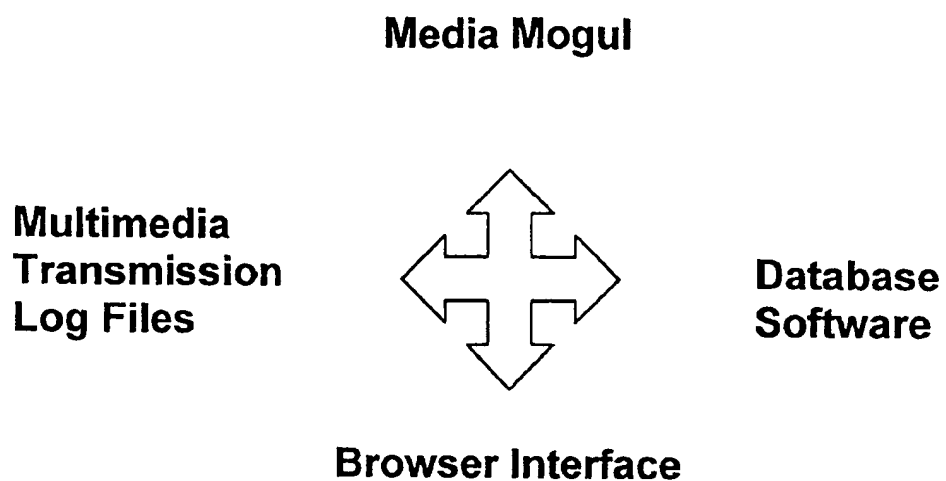 Media Mogul
Multimedia
Transmission
Log Files
Database
Software
Browser Interface